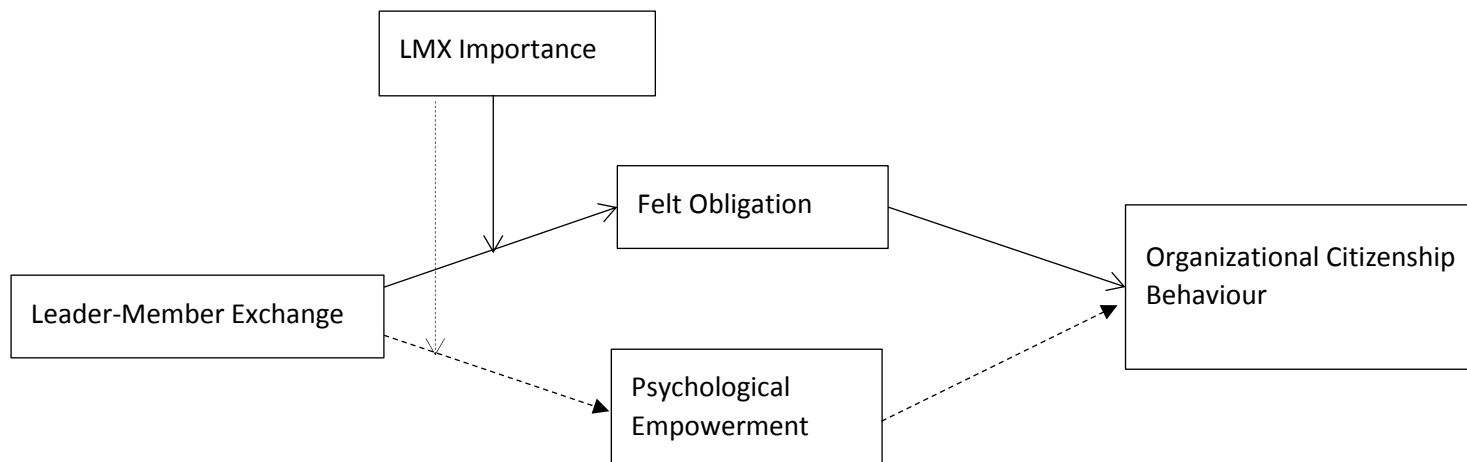 LMX Importance
Felt Obligation
Organizational Citizenship
Behaviour
Leader-Member Exchange
Psychological
Empowerment